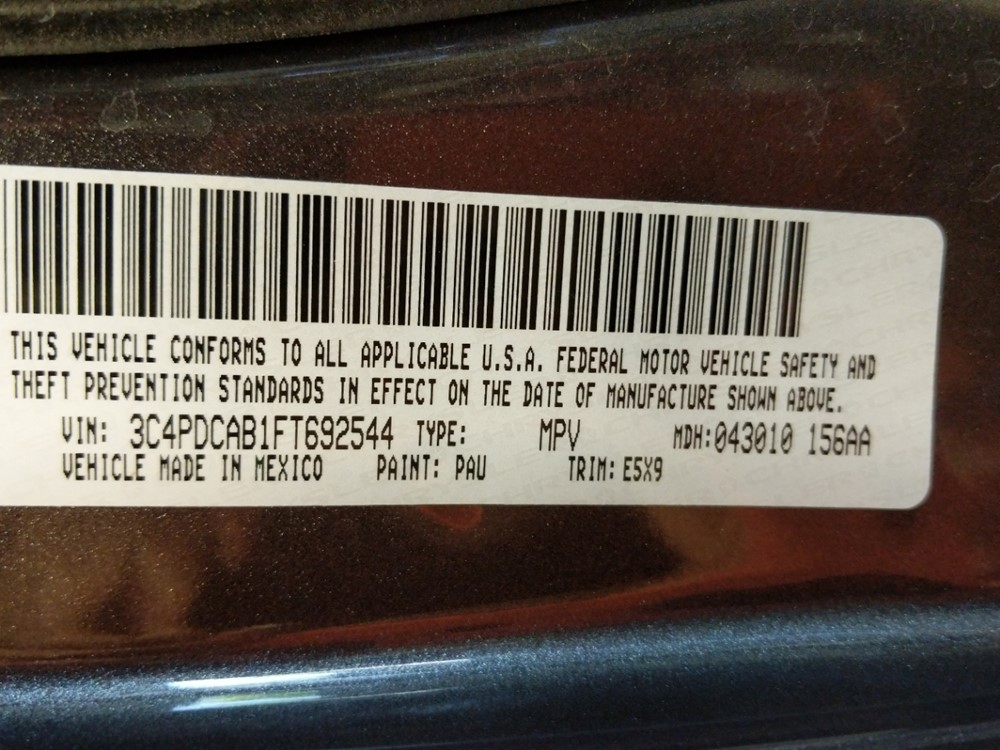 THIS VEHICLE CONFORMS TO ALL APPLICABLE U.S.A. FEDERAL MOTOR VEHICLE SAFETY AND
THEFT PREVENTION STANDARDS IN EFFECT ON THE DATE OF MANUFACTURE SHOWN ABOVE.
VIN: 3C4PDCAB1FT692544 TYPE: MPV MDH:043010 156AA
VEHICLE MADE IN MEXICO PAINT: PAU TRIM: E5X9